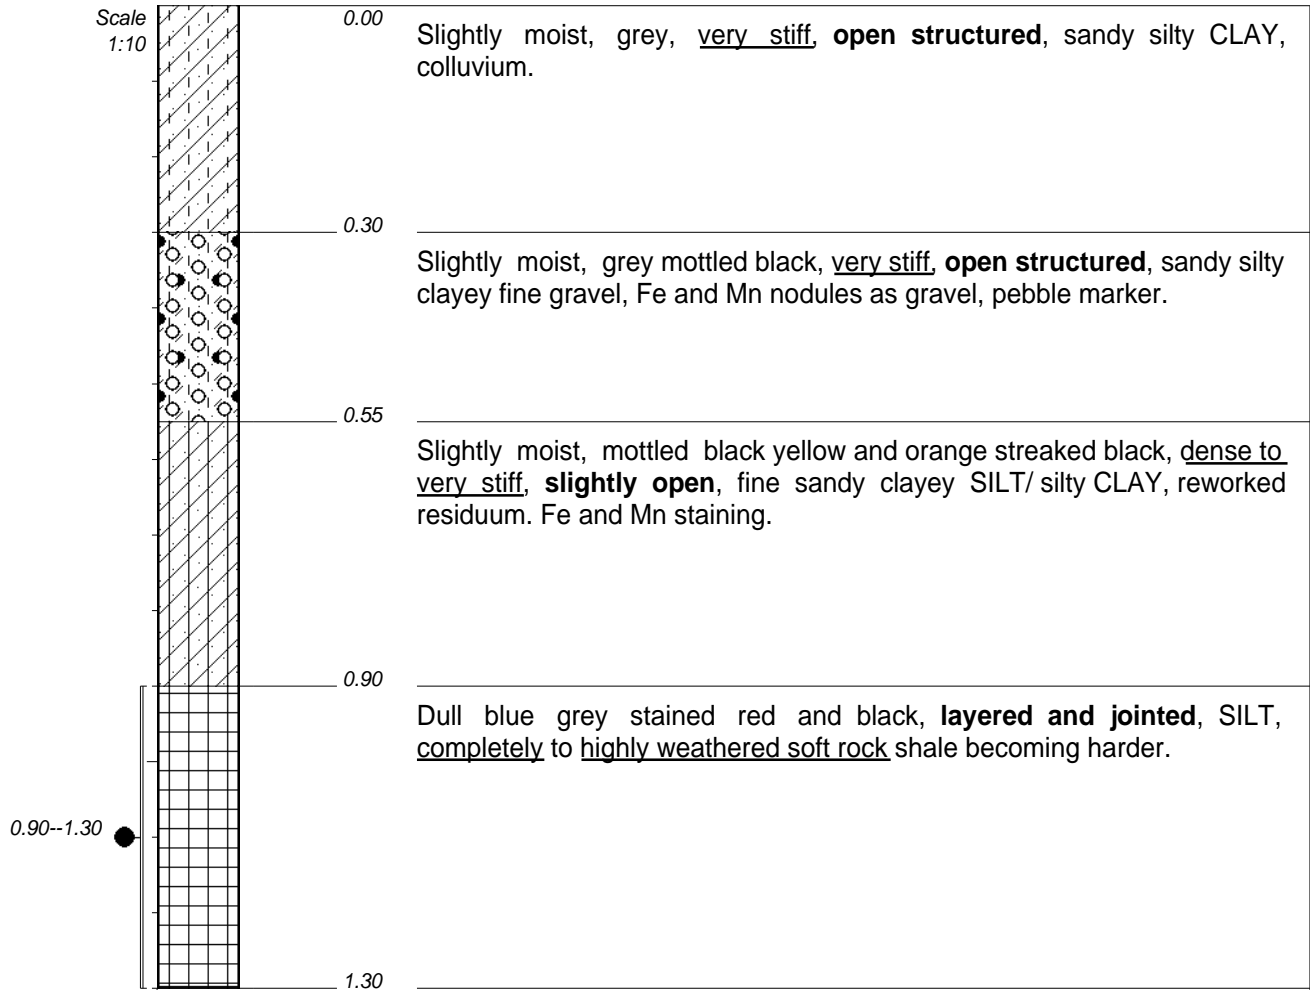 Scale
1:10
0.00
Slightly moist, grey, very stiff, open structured, sandy silty CLAY,
colluvium.
0.30
Slightly moist, grey mottled black, very stiff, open structured, sandy silty
clayey fine gravel, Fe and Mn nodules as gravel, pebble marker.
0.55
Slightly moist, mottled black yellow and orange streaked black, dense to
very stiff, slightly open, fine sandy clayey SILT/ silty CLAY, reworked
residuum. Fe and Mn staining.
0.90
Dull blue grey stained red and black, layered and jointed, SILT,
completely to highly weathered soft rock shale becoming harder.
0.90--1.30
1.30